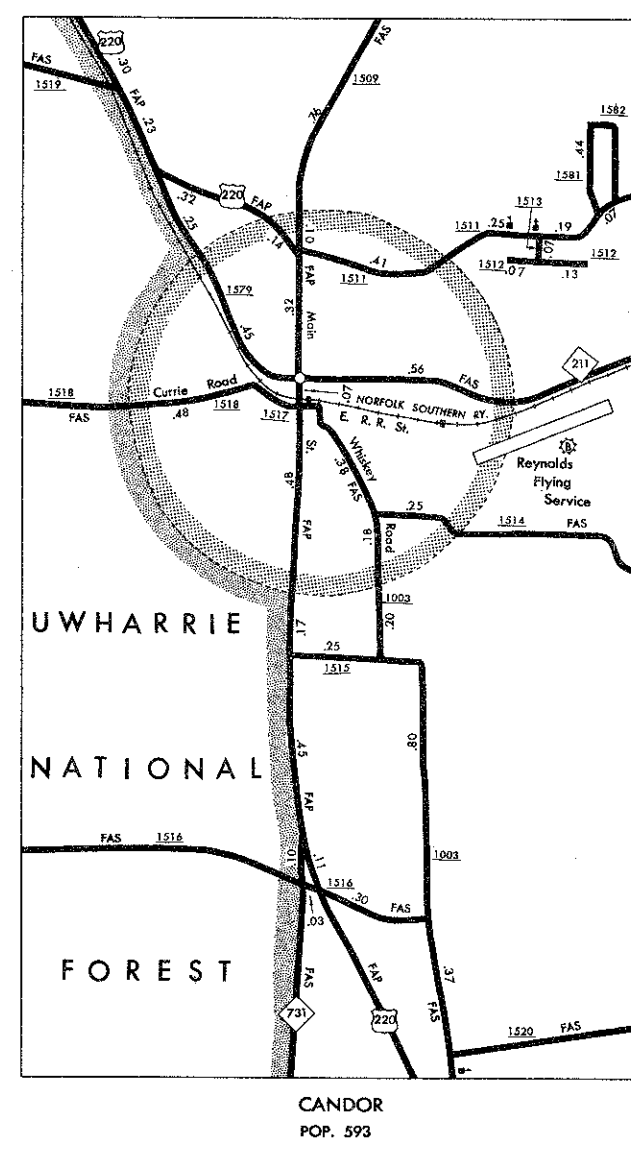 220
FAS
.30
FAS
1519
1509
FAP
.76
.23
1582
.44
1581
220
FAP
.32
.25
1513
.07
.14
.10
1511
.25
.19
.07
.41
1511
1512
.07
.13
1512
FAP
1579
.32
Main
.45
.56
FAS
211
1518
FAS
Currie Road
.48
1518
1517
.07
NORFOLK SOUTHERN RY.
E. R. R. St.
St.
Whiskey
B
Reynolds
Flying
Service
.48
.38
FAS
.25
1514
FAS
FAP
.18
Road
1003
.20
UWHARRIE
.17
.25
1515
.80
NATIONAL
.45
FAP
FAS
1516
.10
.11
1003
1516
.30
FAS
.03
FOREST
FAS
FAP
.37
731
220
FAS
1520
FAS
CANDOR
POP. 593